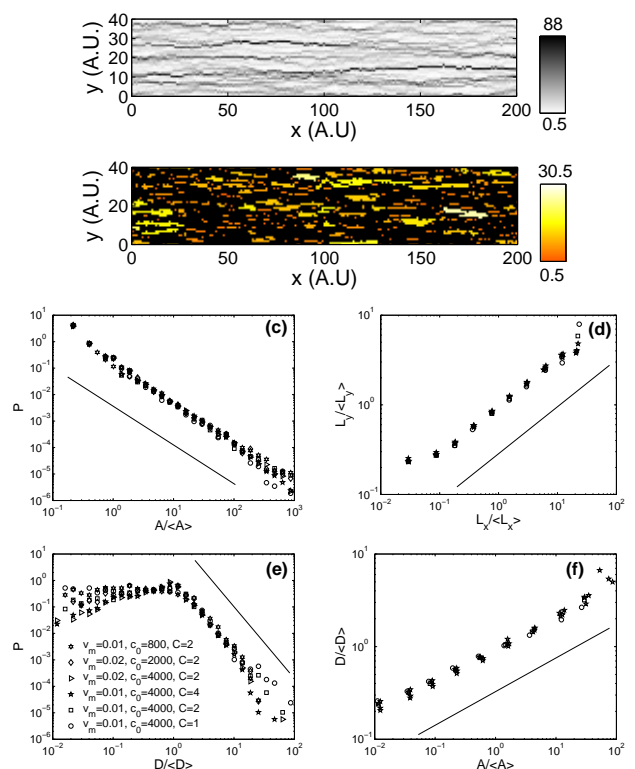 88
40
30
20
10
0
y (A.U.)
0 50 100 150 200
x (A.U)
0.5
30.5
40
20
0
y (A.U.)
0 50 100 150 200
x (A.U)
0.5
(c)
10^1
10^0
10^-1
10^-2
10^-3
10^-4
10^-5
10^-6
P
10^-1 10^0 10^1 10^2 10^3
A/<A>
(d)
10^1
10^0
10^-1
L_y/<L_y>
10^-2 10^-1 10^0 10^1 10^2
L_x/<L_x>
(e)
10^1
10^0
10^-1
10^-2
10^-3
10^-4
10^-5
10^-6
P
v_m=0.01, c_0=800, C=2
v_m=0.02, c_0=2000, C=2
v_m=0.02, c_0=4000, C=2
v_m=0.01, c_0=4000, C=4
v_m=0.01, c_0=4000, C=2
v_m=0.01, c_0=4000, C=1
10^-2 10^-1 10^0 10^1 10^2
D/<D>
(f)
10^1
10^0
10^-1
D/<D>
10^-2 10^-1 10^0 10^1 10^2
A/<A>